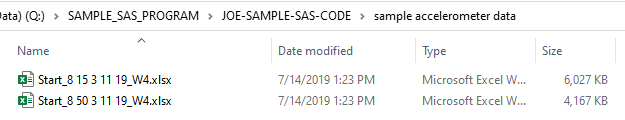 ata) (Q:) > SAMPLE_SAS_PROGRAM > JOE-SAMPLE-SAS-CODE > sample accelerometer data
Name Date modified Type Size
Start_8 15 3 11 19_W4.xlsx 7/14/2019 1:23 PM Microsoft Excel W... 6,027 KB
Start_8 50 3 11 19_W4.xlsx 7/14/2019 1:23 PM Microsoft Excel W... 4,167 KB